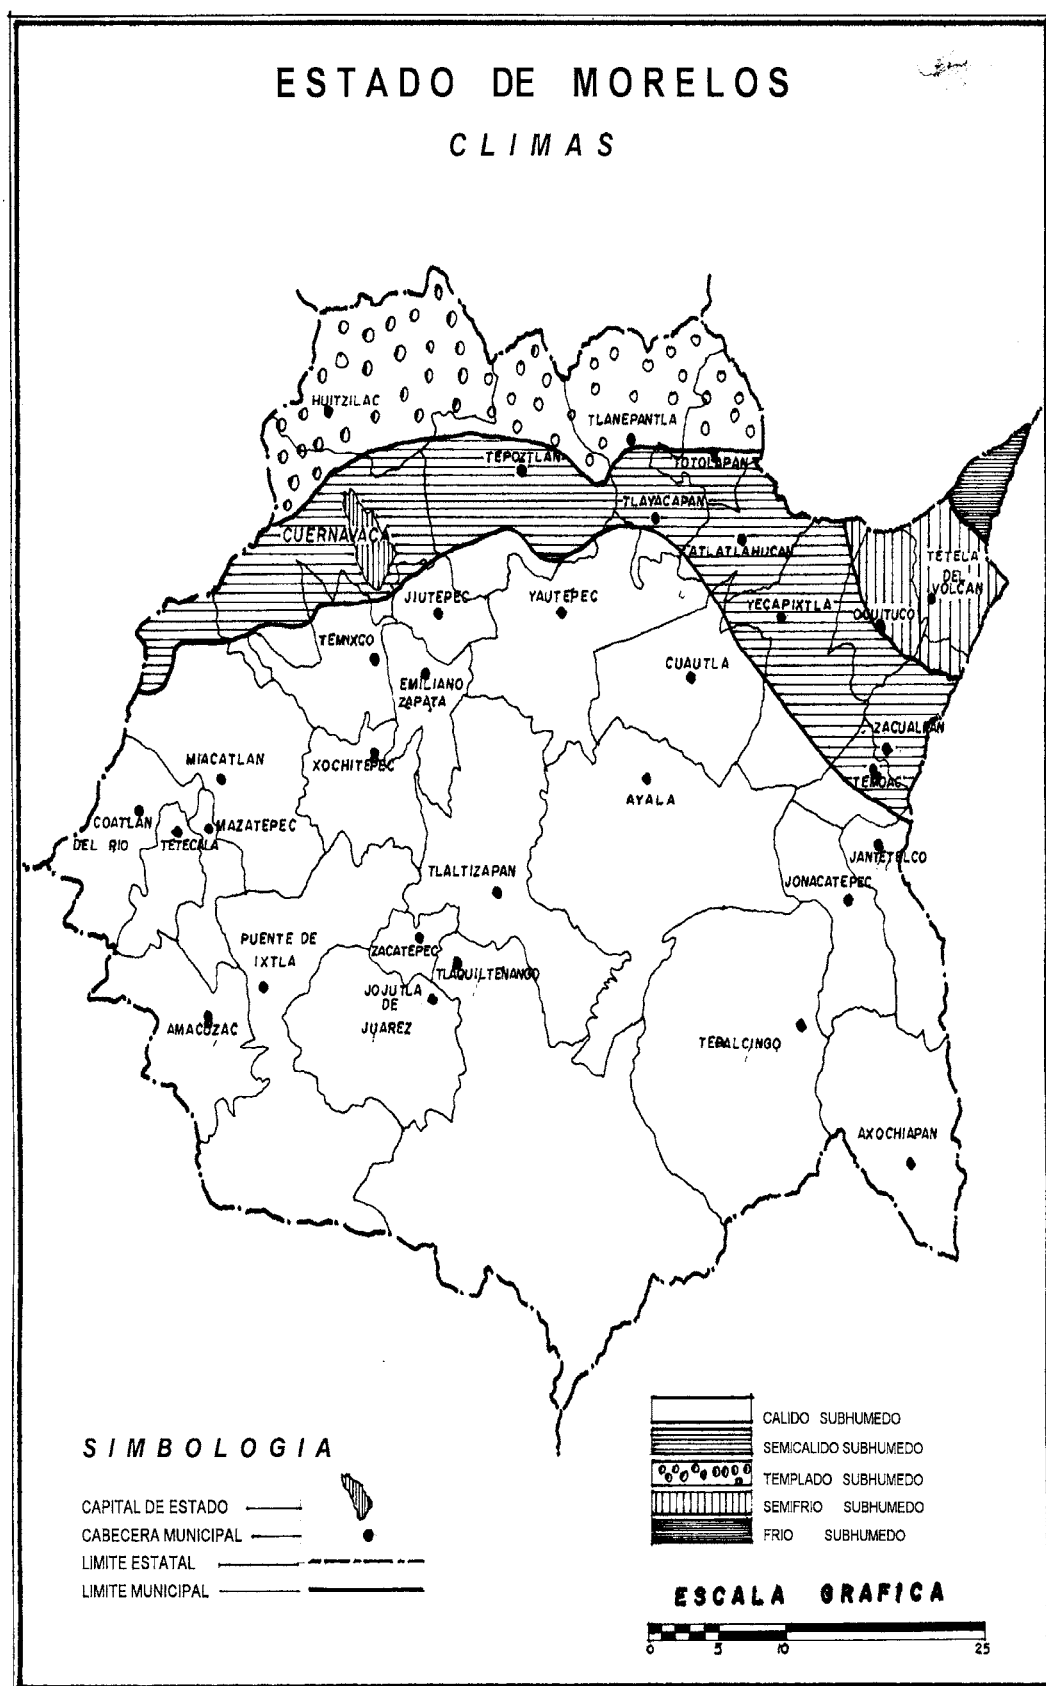 ESTADO DE MORELOS
CLIMAS
HUITZILAC
TLANEPANTLA
TEPOZTLAN
TOTOLAPAN
TLAYACAPAN
CUERNAVACA
ATLATLAHUCAN
TETELA
DEL
VOLCAN
JIUTEPEC
YAUTEPEC
YECAPIXTLA
OCUITUCO
TEMIXCO
CUAUTLA
EMILIANO
ZAPATA
ZACUALPAN
MIACATLAN
XOCHITEPEC
TEMOAC
AYALA
COATLAN
DEL RIO
TETECALA
MAZATEPEC
JANTETELCO
TLALTIZAPAN
JONACATEPEC
PUENTE DE
IXTLA
ZACATEPEC
TLAQUILTENANGO
JOJUTLA
DE
JUAREZ
AMACUZAC
TEPALCINGO
AXOCHIAPAN
SIMBOLOGIA
CAPITAL DE ESTADO
CABECERA MUNICIPAL
LIMITE ESTATAL
LIMITE MUNICIPAL
CALIDO SUBHUMEDO
SEMICALIDO SUBHUMEDO
TEMPLADO SUBHUMEDO
SEMIFRIO SUBHUMEDO
FRIO SUBHUMEDO
ESCALA GRAFICA
0 5 10 25